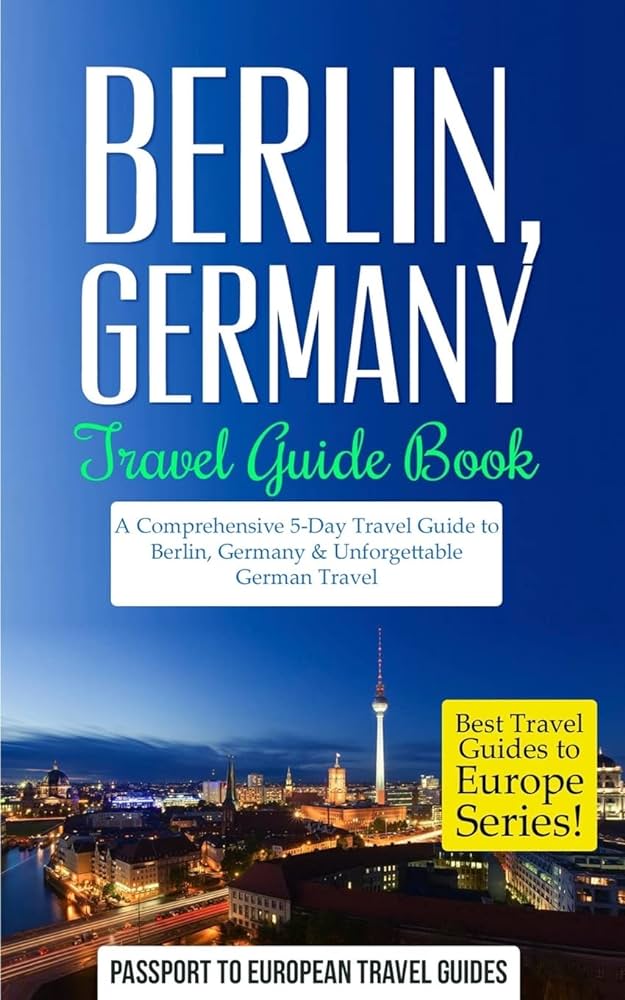 BERLIN,
GERMANY
Travel Guide Book
A Comprehensive 5-Day Travel Guide to
Berlin, Germany & Unforgettable
German Travel
Best Travel
Guides to
Europe
Series!
PASSPORT TO EUROPEAN TRAVEL GUIDES